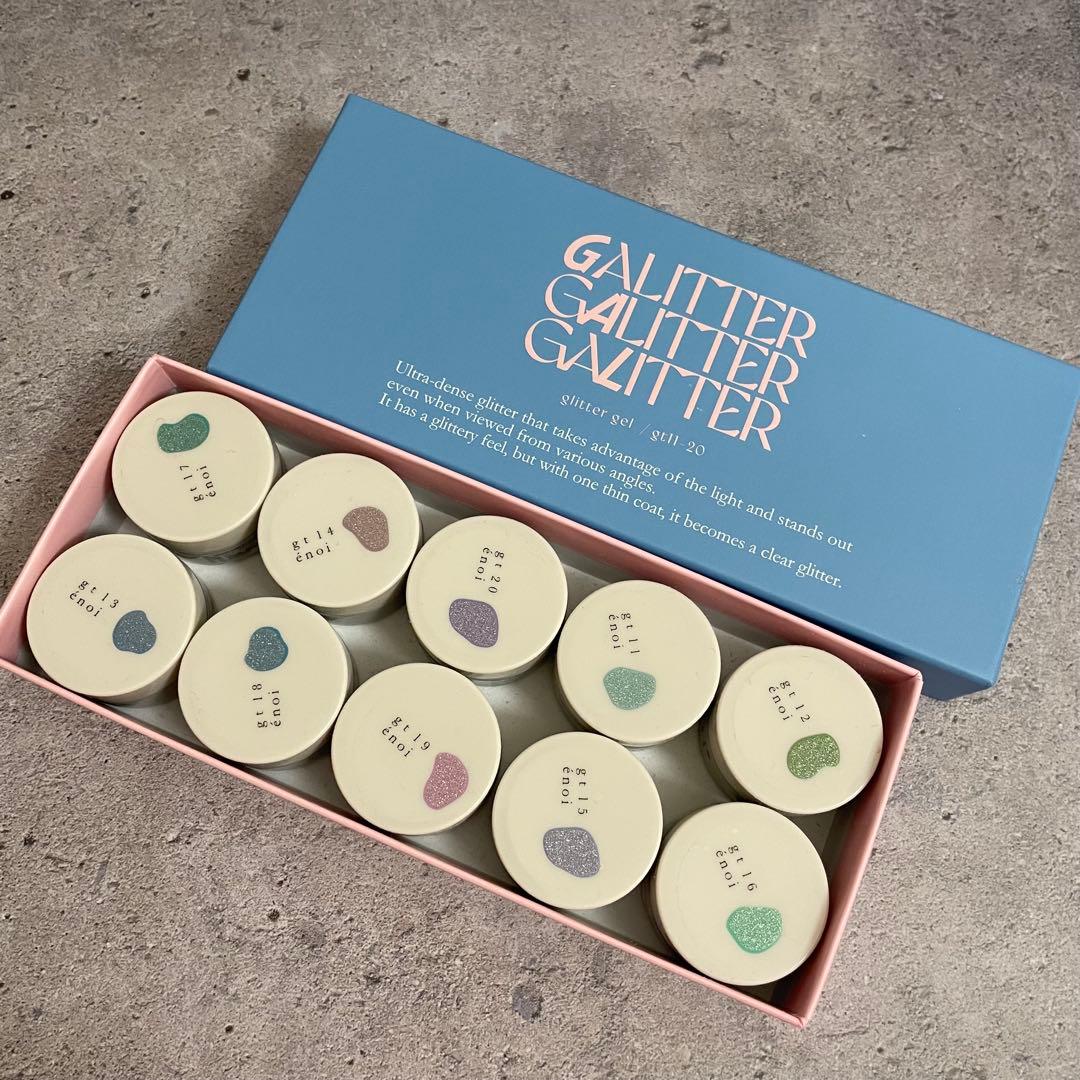 GALITTER
GALITTER
GALITTER
glitter gel / gt11-20
Ultra-dense glitter that takes advantage of the light and stands out
even when viewed from various angles.
It has a glittery feel, but with one thin coat, it becomes a clear glitter.
gt17
énoi
gt14
énoi
gt20
énoi
gt11
énoi
gt12
énoi
gt13
énoi
gt18
énoi
gt19
énoi
gt15
énoi
gt16
énoi